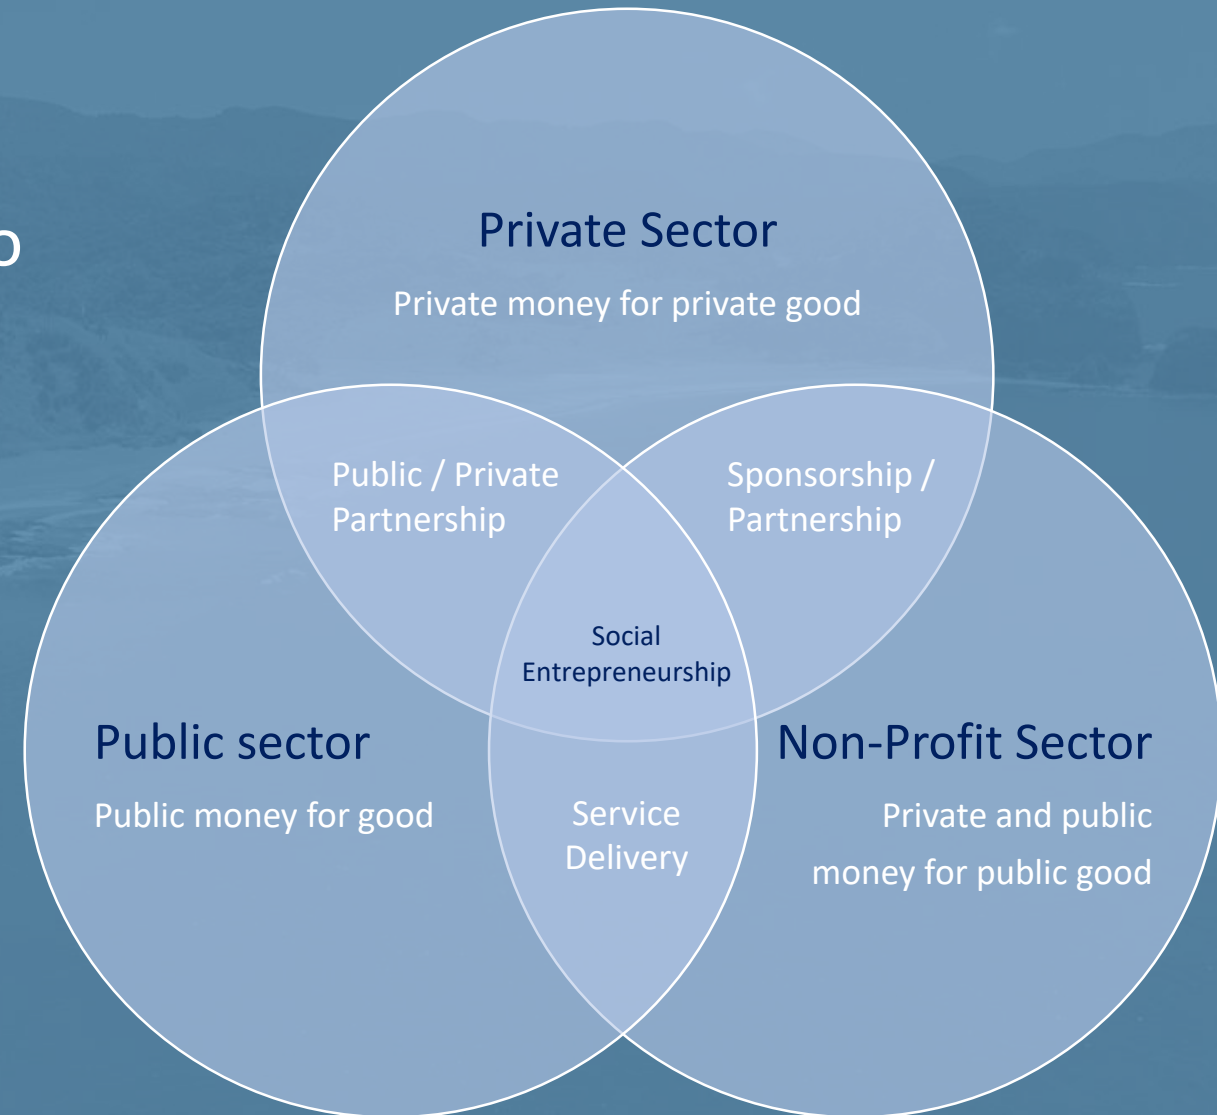 p
Private Sector
Private money for private good
Public / Private
Partnership
Sponsorship /
Partnership
Social
Entrepreneurship
Public sector
Public money for good
Non-Profit Sector
Private and public
money for public good
Service
Delivery